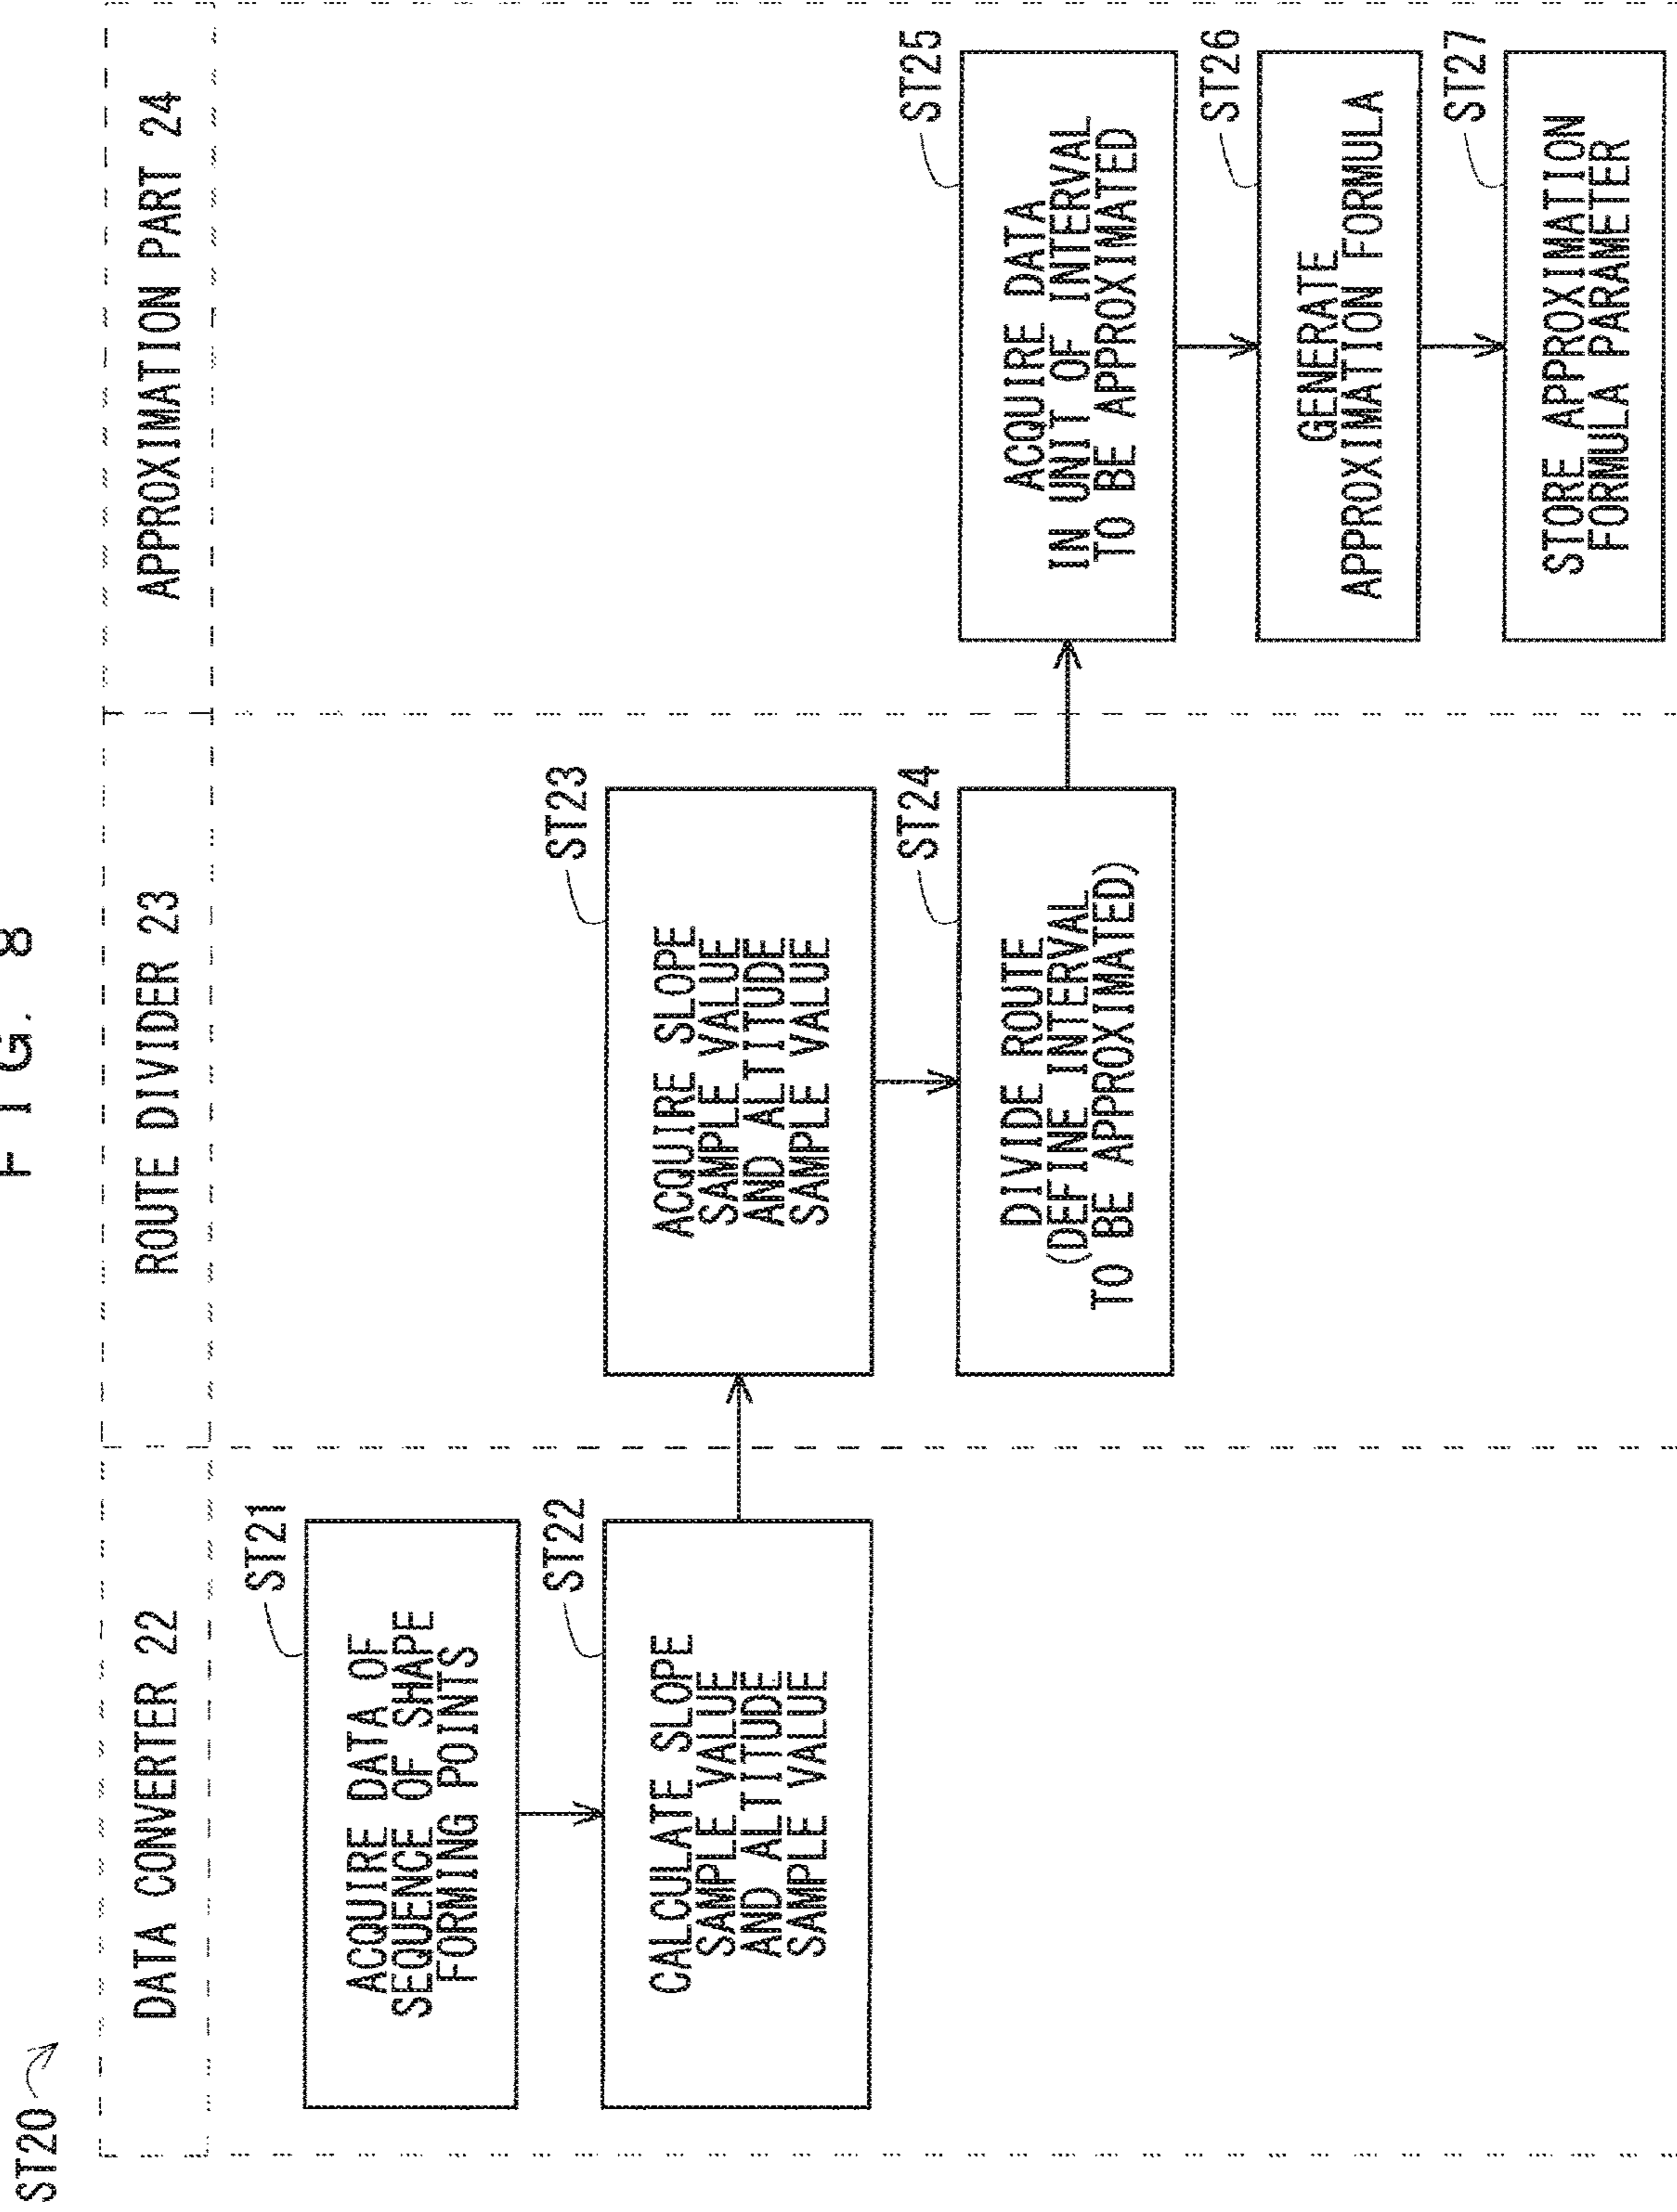 FIG. 8
ST20
DATA CONVERTER 22
ROUTE DIVIDER 23
APPROXIMATION PART 24
ST21
ACQUIRE DATA OF
SEQUENCE OF SHAPE
FORMING POINTS
ST22
CALCULATE SLOPE
SAMPLE VALUE
AND ALTITUDE
SAMPLE VALUE
ST23
ACQUIRE SLOPE
SAMPLE VALUE
AND ALTITUDE
SAMPLE VALUE
ST24
DIVIDE ROUTE
(DEFINE INTERVAL
TO BE APPROXIMATED)
ST25
ACQUIRE DATA
IN UNIT OF INTERVAL
TO BE APPROXIMATED
ST26
GENERATE
APPROXIMATION FORMULA
ST27
STORE APPROXIMATION
FORMULA PARAMETER